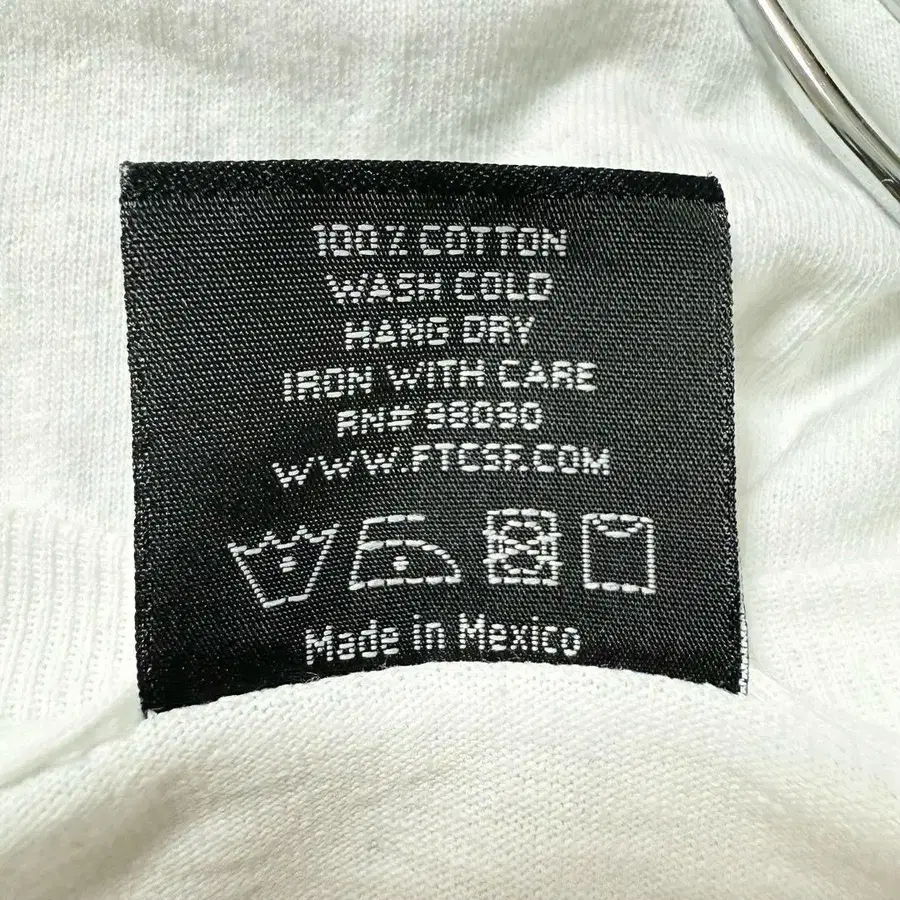 100% COTTON
WASH COLD
HANG DRY
IRON WITH CARE
RN# 98090
WWW.FTCSF.COM
Made in Mexico